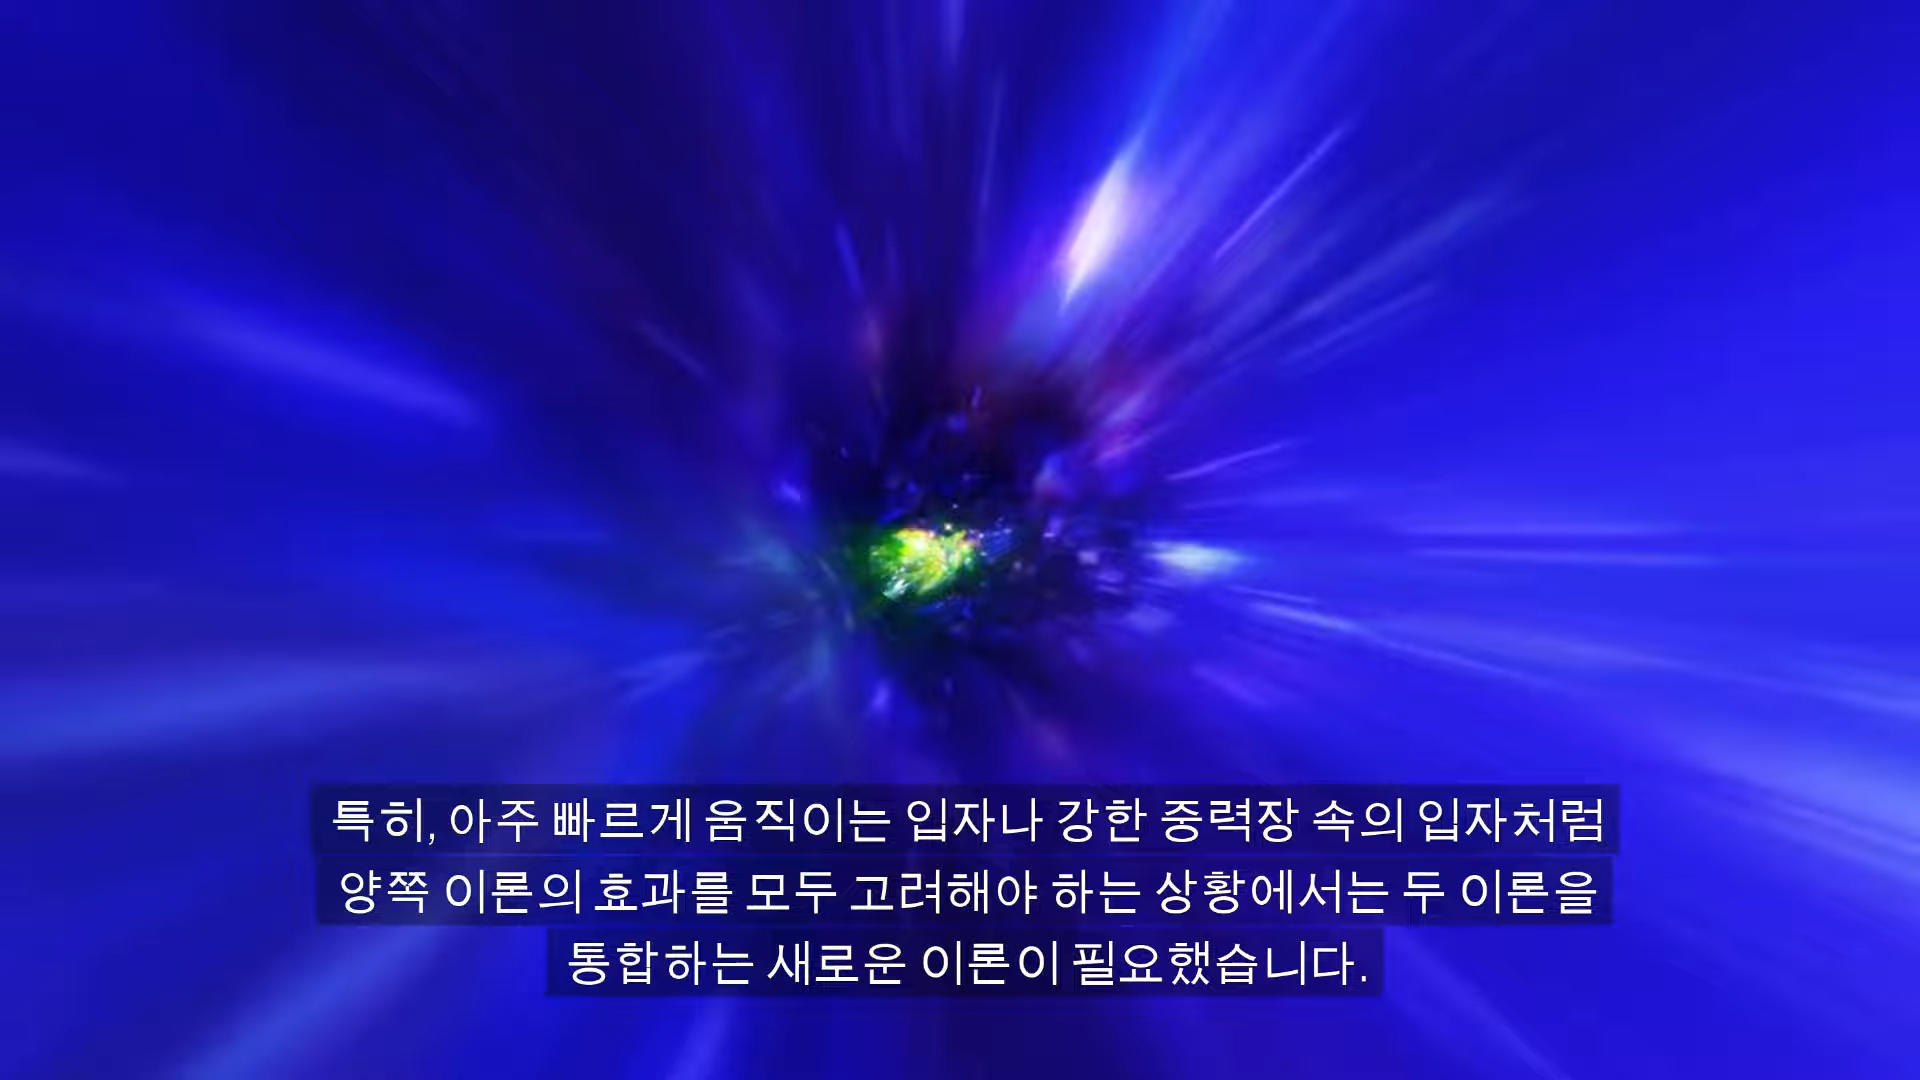 특히, 아주 빠르게 움직이는 입자나 강한 중력장 속의 입자처럼
양쪽 이론의 효과를 모두 고려해야 하는 상황에서는 두 이론을
통합하는 새로운 이론이 필요했습니다.